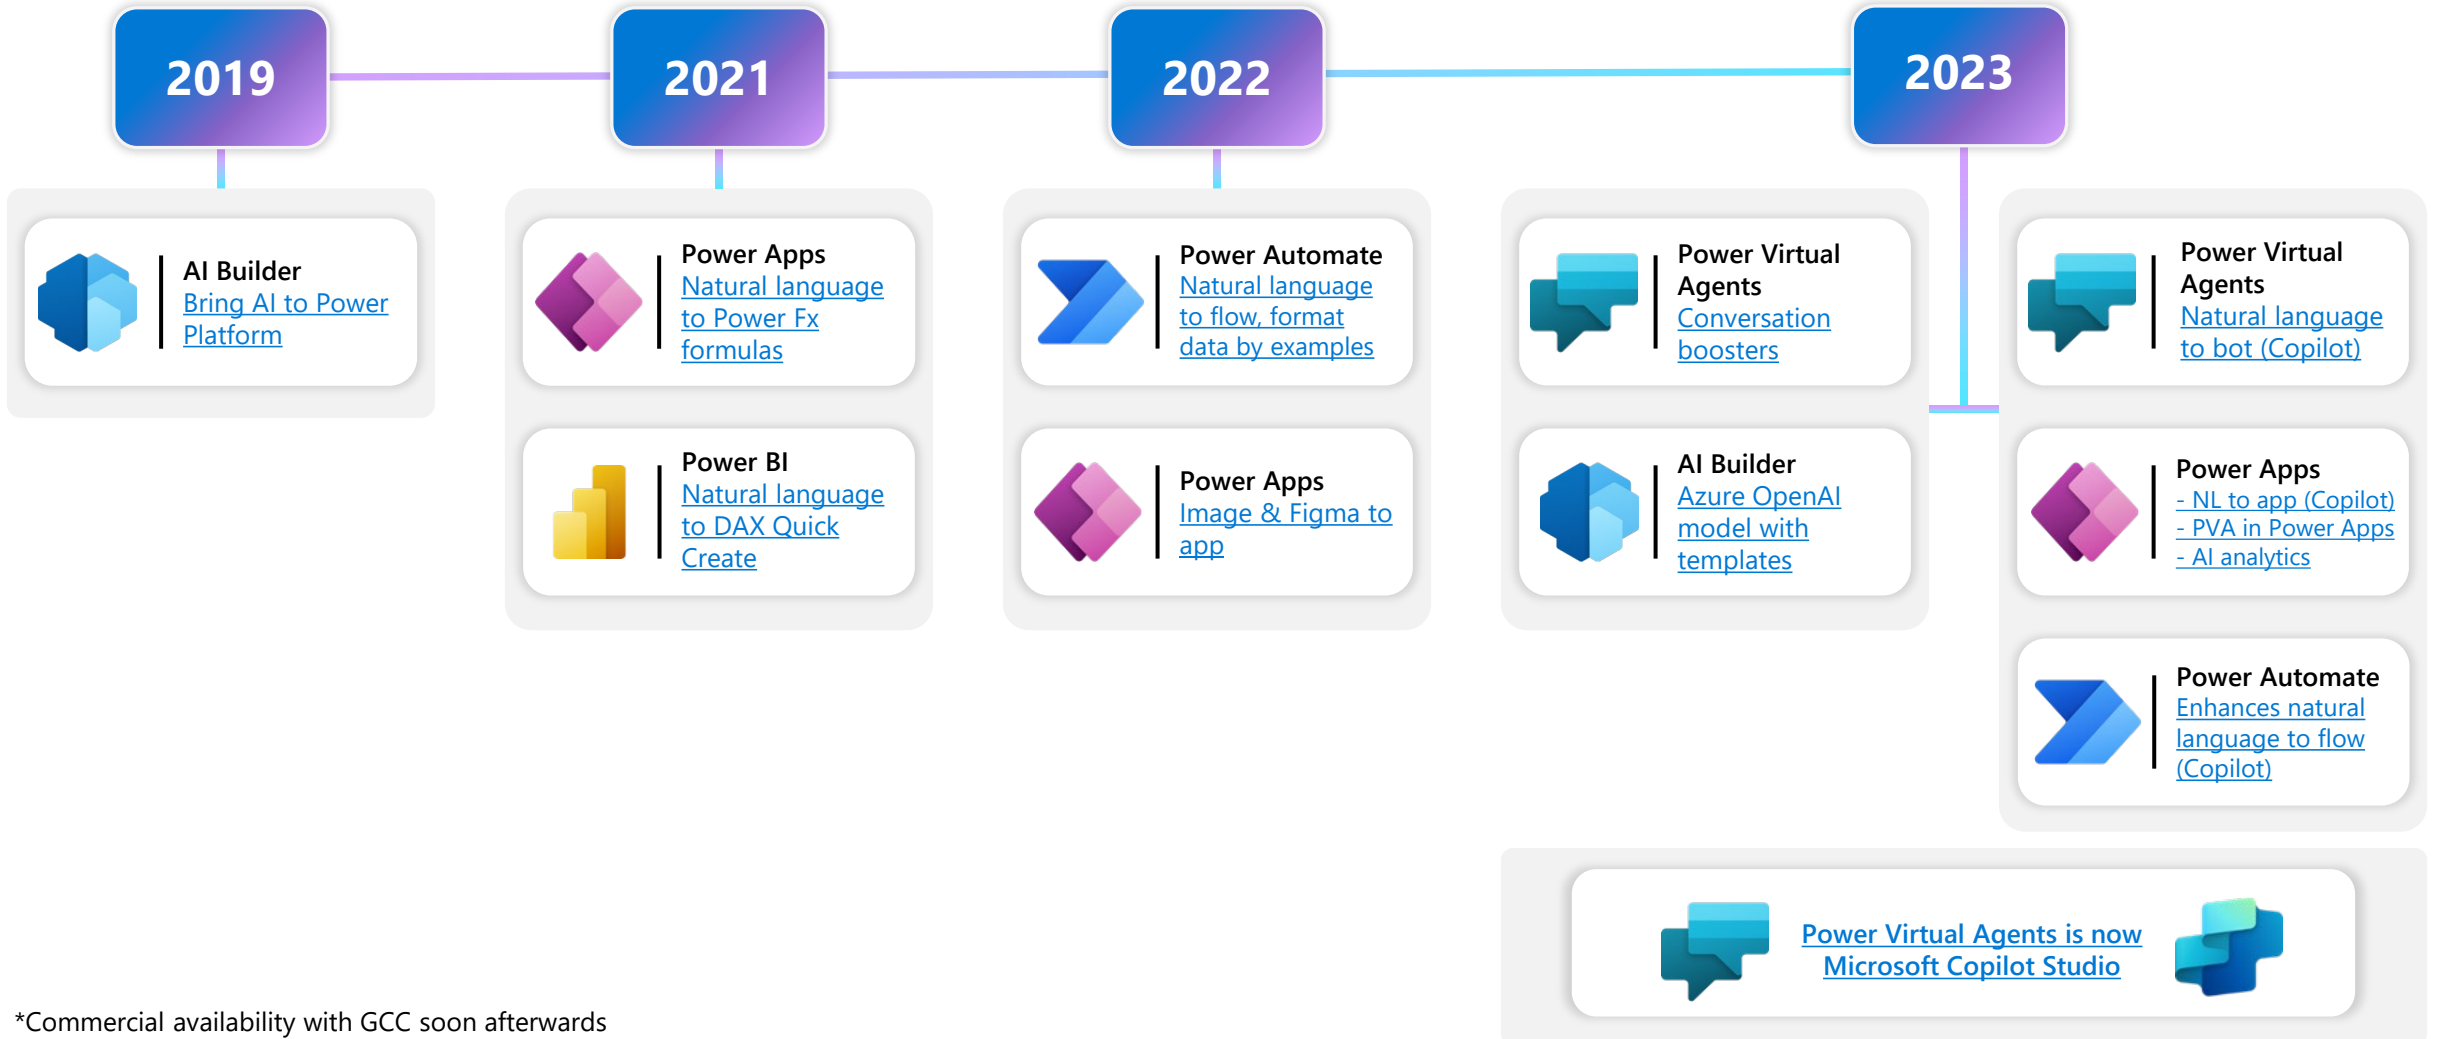 2019
2021
2022
2023
AI Builder
Bring AI to Power
Platform
Power Apps
Natural language
to Power Fx
formulas
Power BI
Natural language
to DAX Quick
Create
Power Automate
Natural language
to flow, format
data by examples
Power Apps
Image & Figma to
app
Power Virtual
Agents
Conversation
boosters
AI Builder
Azure OpenAI
model with
templates
Power Virtual
Agents
Natural language
to bot (Copilot)
Power Apps
- NL to app (Copilot)
- PVA in Power Apps
- AI analytics
Power Automate
Enhances natural
language to flow
(Copilot)
Power Virtual Agents is now
Microsoft Copilot Studio
*Commercial availability with GCC soon afterwards